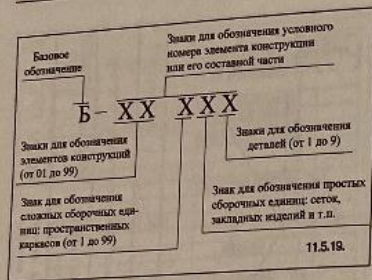 Базовое
обозначение
Знаки для обозначения условного
номера элемента конструкции
или его составной части
Б – XX XXX
Знаки для обозначения
элементов конструкций
(от 01 до 99)
Знаки для обозначения
деталей (от 1 до 9)
Знак для обозначения
сложных сборочных еди-
ниц: пространственных
каркасов (от 1 до 99)
Знак для обозначения простых
сборочных единиц: сеток,
закладных изделий и т.п.
11.5.19.